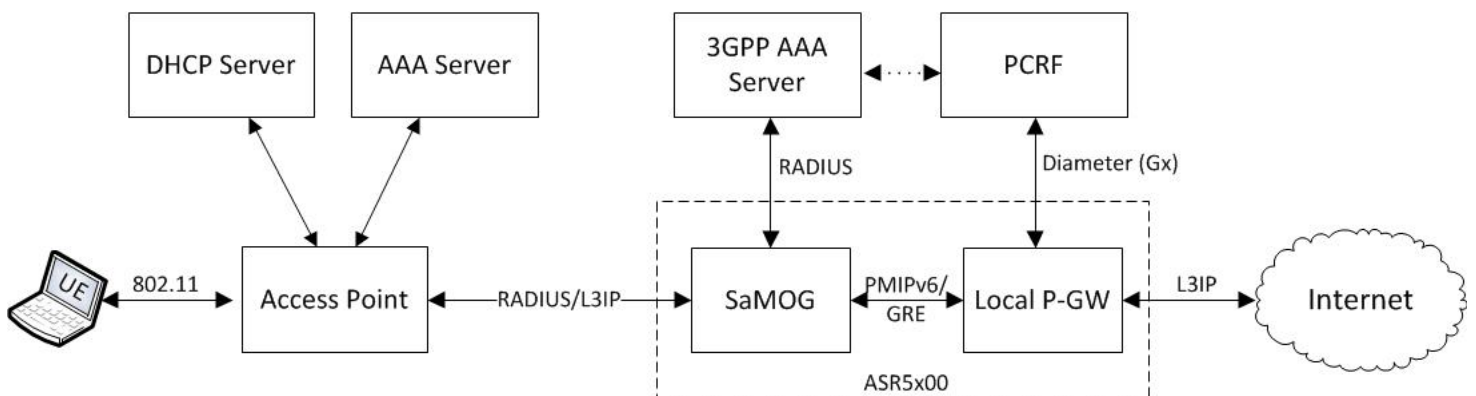 DHCP Server
AAA Server
3GPP AAA
Server
PCRF
RADIUS
Diameter (Gx)
UE
802.11
Access Point
RADIUS/L3IP
SaMOG
PMIPv6/
GRE
Local P-GW
L3IP
Internet
ASR5x00